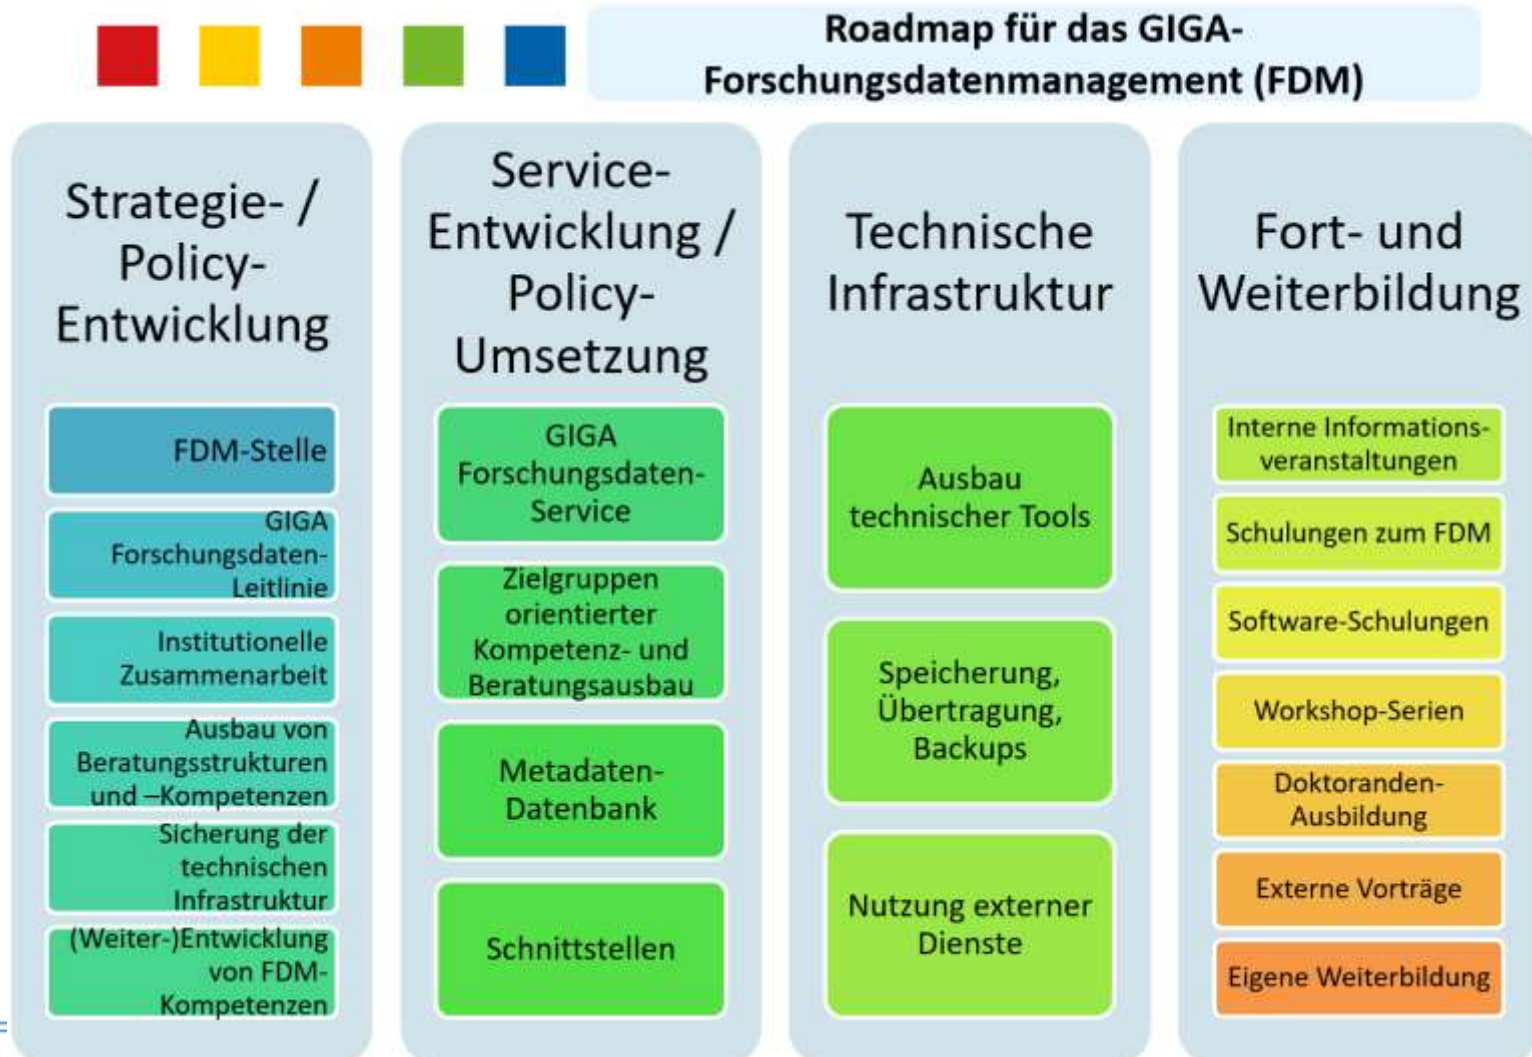 Roadmap für das GIGA-
Forschungsdatenmanagement (FDM)
Strategie- /
Policy-
Entwicklung
FDM-Stelle
GIGA
Forschungsdaten-
Leitlinie
Institutionelle
Zusammenarbeit
Ausbau von
Beratungsstrukturen
und –Kompetenzen
Sicherung der
technischen
Infrastruktur
(Weiter-)Entwicklung
von FDM-
Kompetenzen
Service-
Entwicklung /
Policy-
Umsetzung
GIGA
Forschungsdaten-
Service
Zielgruppen
orientierter
Kompetenz- und
Beratungsausbau
Metadaten-
Datenbank
Schnittstellen
Technische
Infrastruktur
Ausbau
technischer Tools
Speicherung,
Übertragung,
Backups
Nutzung externer
Dienste
Fort- und
Weiterbildung
Interne Informations-
veranstaltungen
Schulungen zum FDM
Software-Schulungen
Workshop-Serien
Doktoranden-
Ausbildung
Externe Vorträge
Eigene Weiterbildung